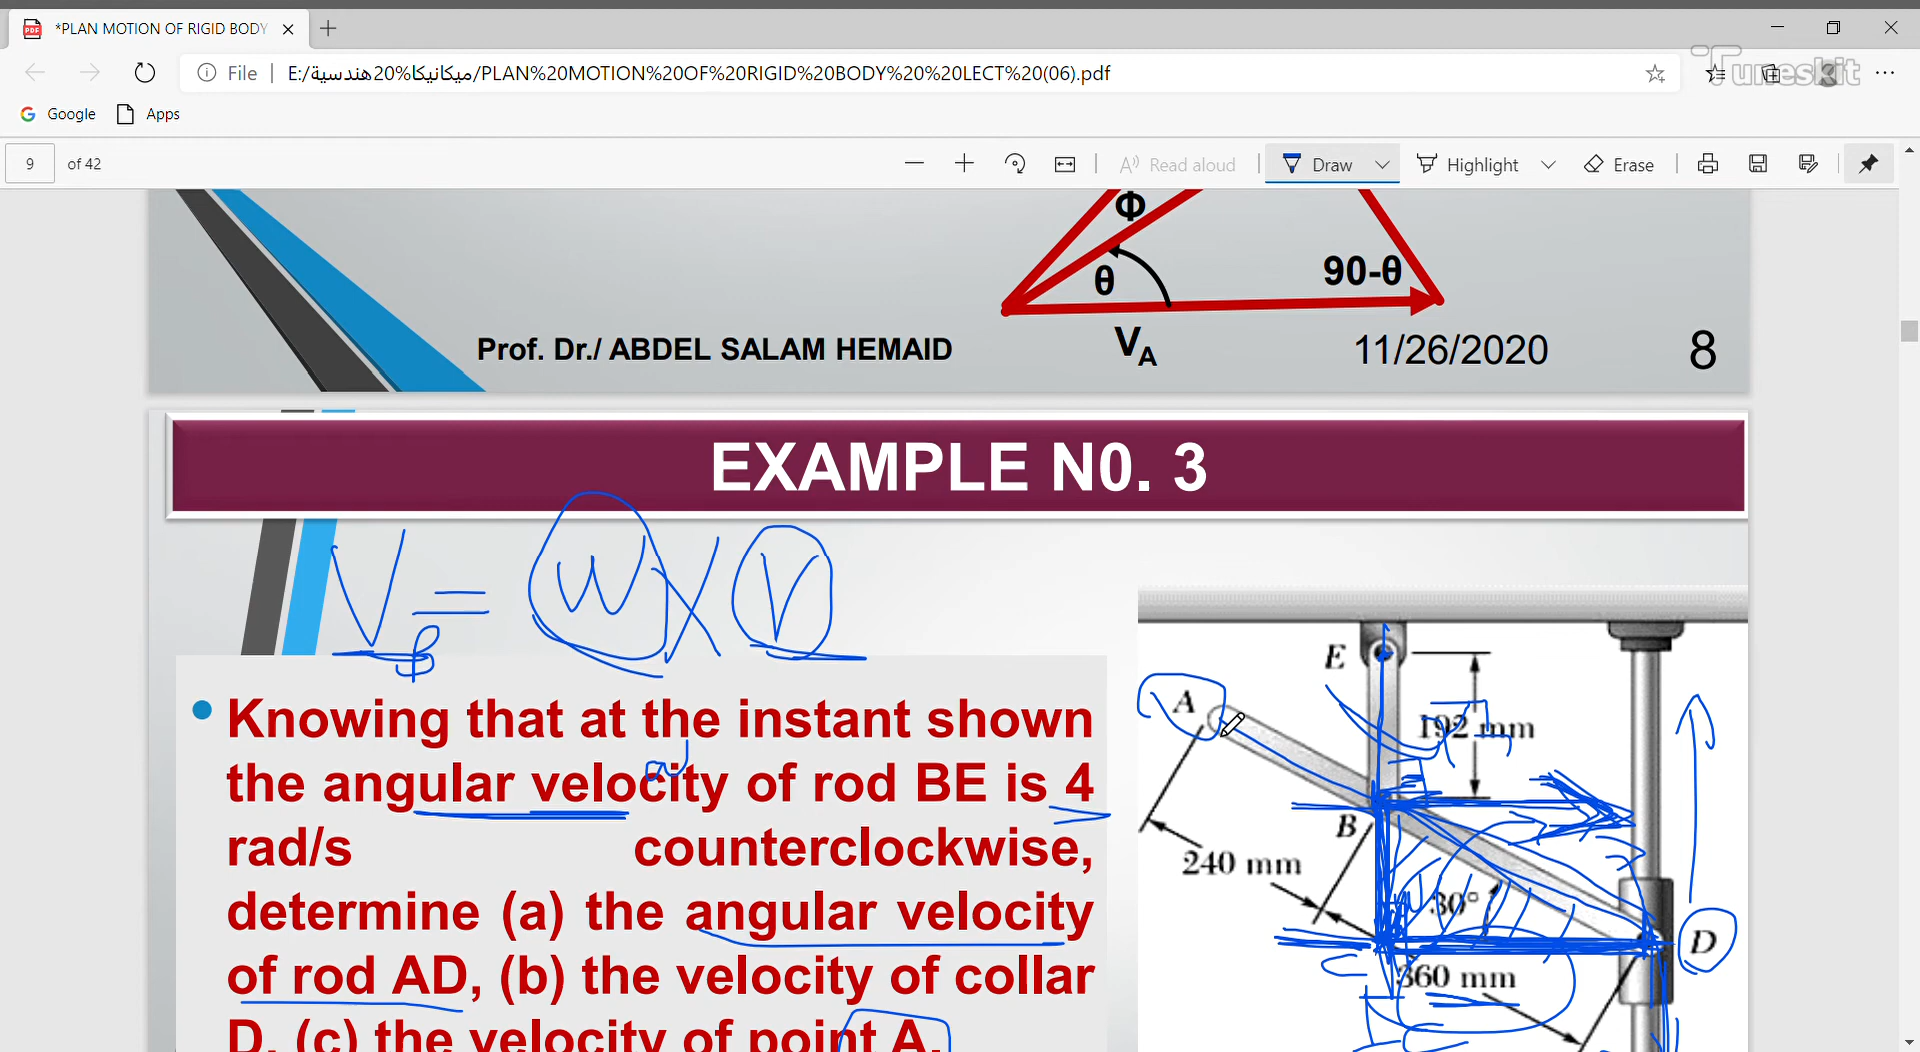 *PLAN MOTION OF RIGID BODY
Tuneskit
File E:/ميكانيكا%20هندسية/PLAN%20MOTION%20OF%20RIGID%20BODY%20%20LECT%20(06).pdf
Google Apps
9 of 42 Read aloud Draw Highlight Erase
Φ
θ
90-θ
VA
Prof. Dr./ ABDEL SALAM HEMAID 11/26/2020 8
EXAMPLE N0. 3
V B = W X V
• Knowing that at the instant shown
the angular velocity of rod BE is 4
rad/s counterclockwise,
determine (a) the angular velocity
of rod AD, (b) the velocity of collar
D, (c) the velocity of point A.
E
A
192 mm
B
240 mm
30°
D
C
360 mm